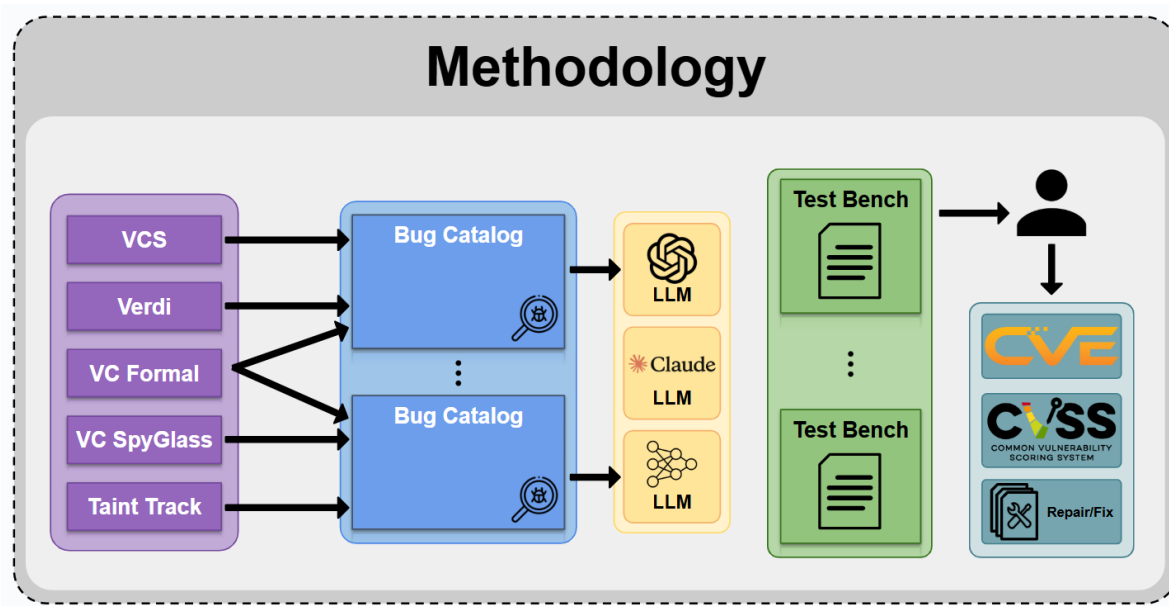 Methodology
VCS
Verdi
VC Formal
VC SpyGlass
Taint Track
Bug Catalog
Bug Catalog
LLM
Claude
LLM
LLM
Test Bench
Test Bench
CVE
CVSS
COMMON VULNERABILITY
SCORING SYSTEM
Repair/Fix